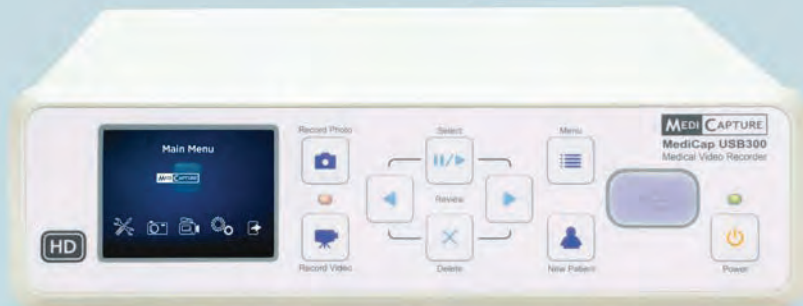 Main Menu
MEDI CAPTURE
HD
Record Photo
Record Video
Select
Review
Delete
Menu
New Patient
MEDI CAPTURE
MediCap USB300
Medical Video Recorder
Power